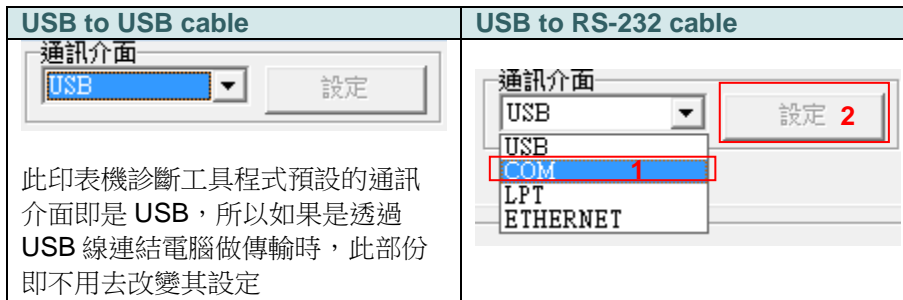 USB to USB cable
通訊介面
USB
設定
此印表機診斷工具程式預設的通訊
介面即是 USB，所以如果是透過
USB 線連結電腦做傳輸時，此部份
即不用去改變其設定
USB to RS-232 cable
通訊介面
USB
設定 2
USB
COM 1
LPT
ETHERNET